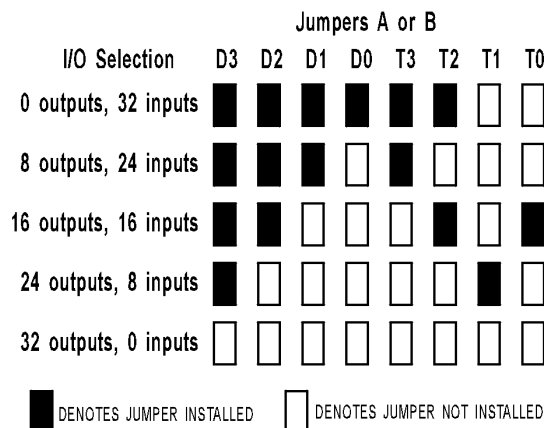 Jumpers A or B
I/O Selection D3 D2 D1 D0 T3 T2 T1 T0
0 outputs, 32 inputs
8 outputs, 24 inputs
16 outputs, 16 inputs
24 outputs, 8 inputs
32 outputs, 0 inputs
DENOTES JUMPER INSTALLED DENOTES JUMPER NOT INSTALLED